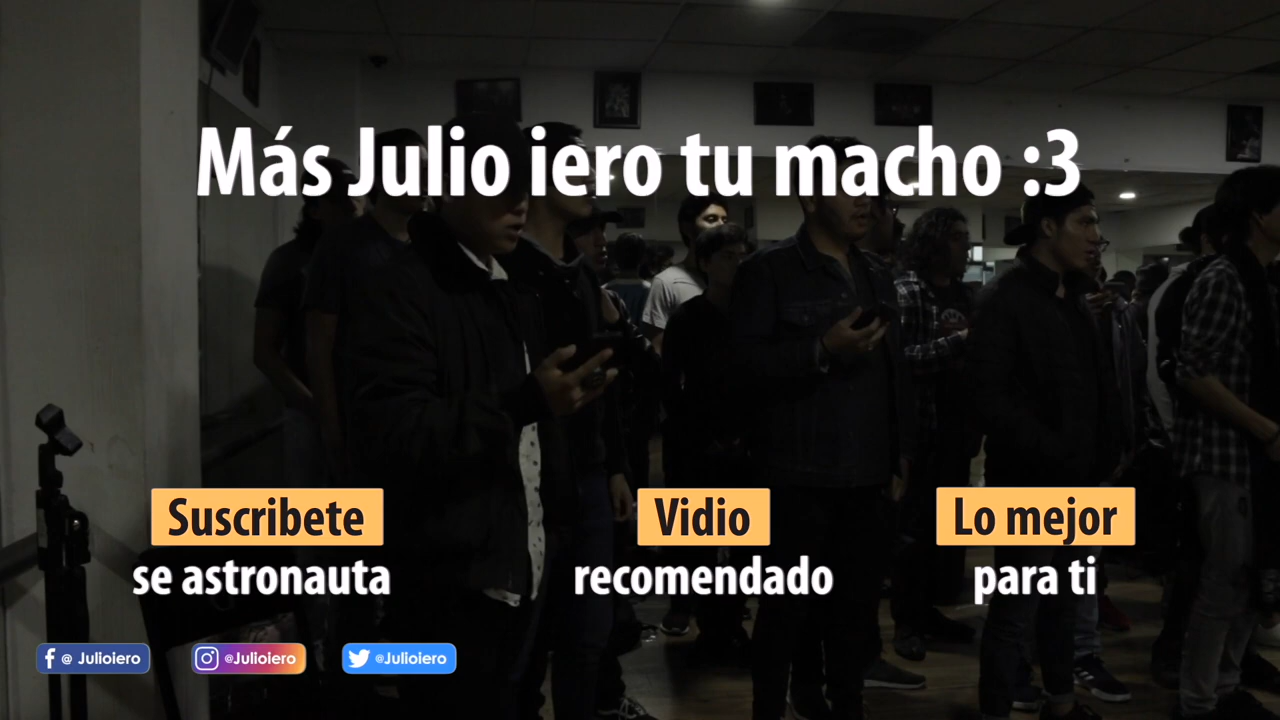 Más Julio iero tu macho :3
Suscribete
se astronauta
Vidio
recomendado
Lo mejor
para ti
@ Julioiero
@Julioiero
@Julioiero